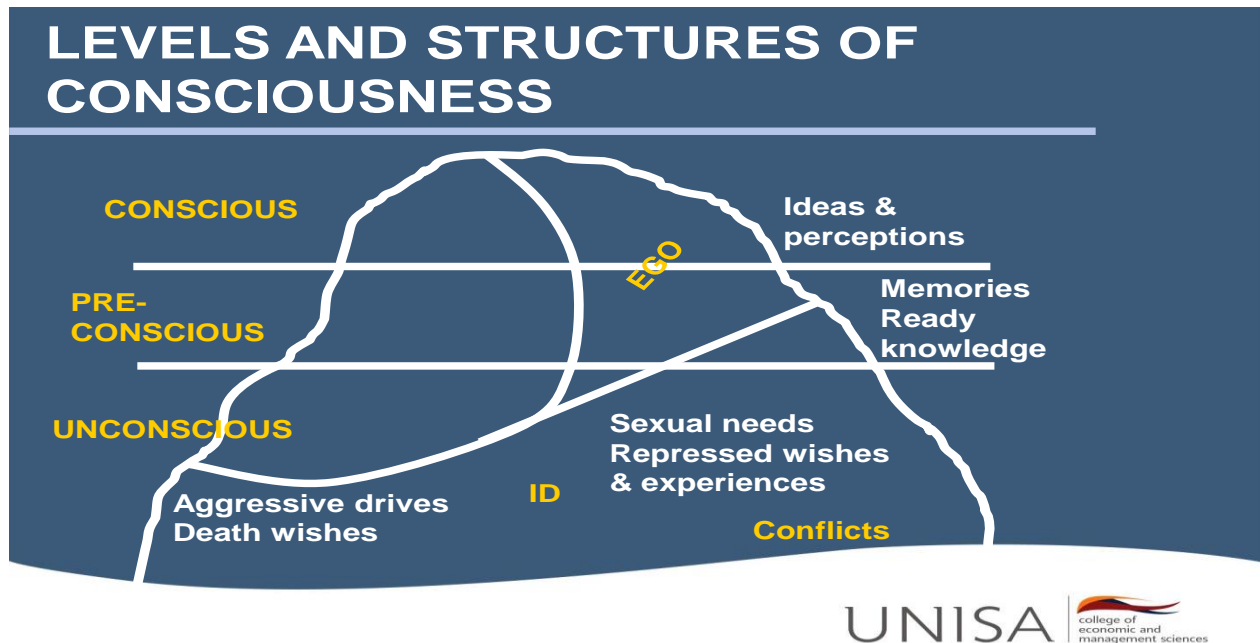 LEVELS AND STRUCTURES OF
CONSCIOUSNESS
CONSCIOUS
Ideas &
perceptions
EGO
PRE-
CONSCIOUS
Memories
Ready
knowledge
UNCONSCIOUS
Sexual needs
Repressed wishes
& experiences
ID
Aggressive drives
Death wishes
Conflicts
UNISA
college of
economic and
management sciences